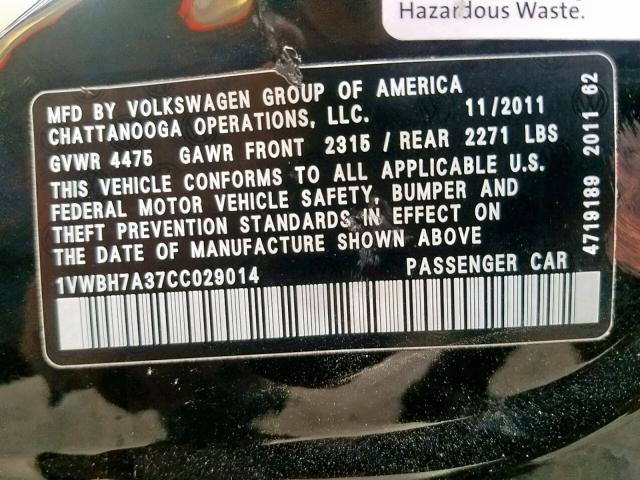 Hazardous Waste.
MFD BY VOLKSWAGEN GROUP OF AMERICA
CHATTANOOGA OPERATIONS, LLC. 11/2011
GVWR 4475 GAWR FRONT 2315 / REAR 2271 LBS
THIS VEHICLE CONFORMS TO ALL APPLICABLE U.S.
FEDERAL MOTOR VEHICLE SAFETY, BUMPER AND
THEFT PREVENTION STANDARDS IN EFFECT ON
THE DATE OF MANUFACTURE SHOWN ABOVE
1VWBH7A37CC029014 PASSENGER CAR
4719189 2011 62